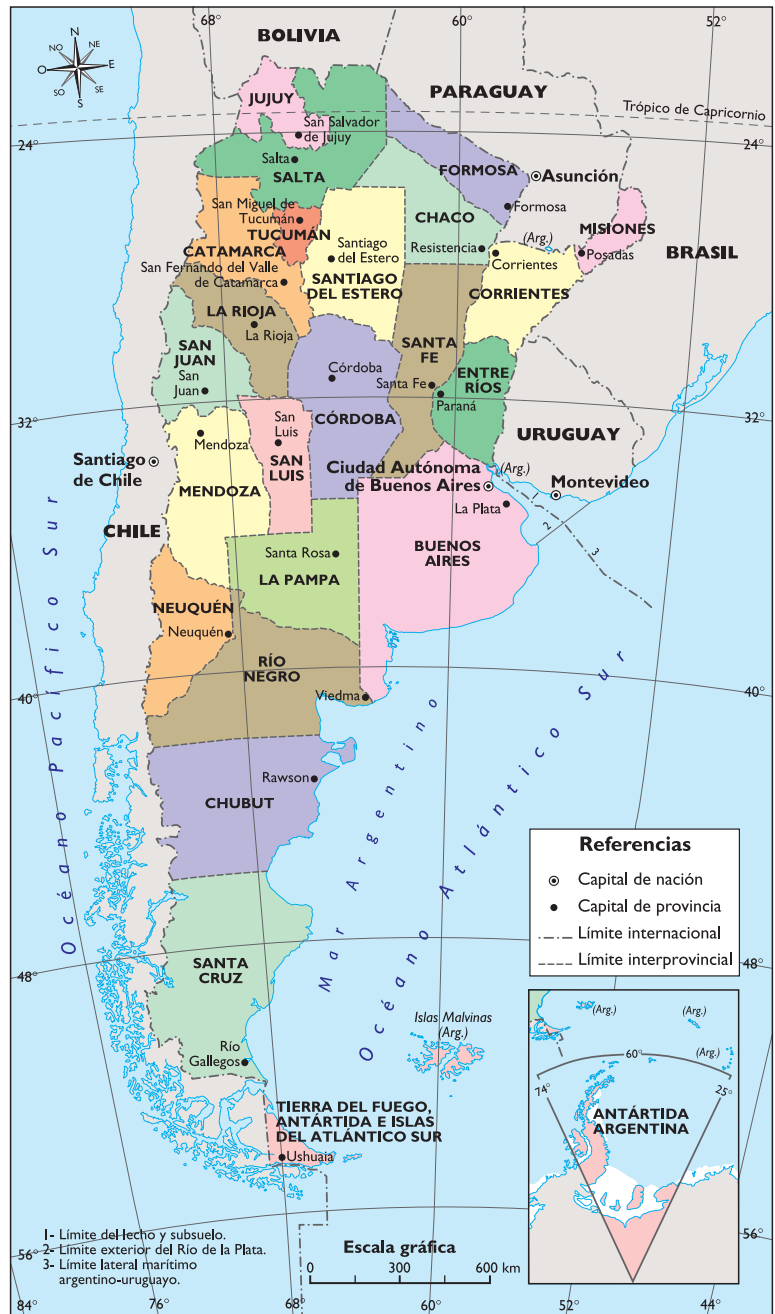 68°
60°
52°
BOLIVIA
NO
NE
O
E
SO
SE
S
PARAGUAY
Trópico de Capricornio
24°
24°
JUJUY
San Salvador
de Jujuy
Salta
SALTA
FORMOSA
Asunción
Formosa
San Miguel de
Tucumán
TUCUMÁN
CHACO
Resistencia
(Arg.)
MISIONES
Posadas
BRASIL
CATAMARCA
San Fernando del Valle
de Catamarca
Santiago
del Estero
SANTIAGO
DEL ESTERO
Corrientes
CORRIENTES
LA RIOJA
La Rioja
SAN
JUAN
San
Juan
Córdoba
CÓRDOBA
SANTA
FE
Santa Fe
ENTRE
RÍOS
Paraná
32°
32°
Mendoza
MENDOZA
San
Luis
SAN
LUIS
URUGUAY
Santiago
de Chile
CHILE
Ciudad Autónoma
de Buenos Aires
(Arg.)
Montevideo
La Plata
1
2
3
BUENOS
AIRES
Santa Rosa
LA PAMPA
NEUQUÉN
Neuquén
RÍO
NEGRO
Viedma
40°
40°
Océano Pacífico Sur
Mar Argentino
Océano Atlántico Sur
Rawson
CHUBUT
SANTA
CRUZ
48°
48°
Río
Gallegos
Islas Malvinas
(Arg.)
TIERRA DEL FUEGO,
ANTÁRTIDA E ISLAS
DEL ATLÁNTICO SUR
Ushuaia
Referencias
Capital de nación
Capital de provincia
Límite internacional
Límite interprovincial
(Arg.)
(Arg.)
(Arg.)
60°
74°
25°
ANTÁRTIDA
ARGENTINA
1- Límite del lecho y subsuelo.
2- Límite exterior del Río de la Plata.
3- Límite lateral marítimo
argentino-uruguayo.
Escala gráfica
0
300
600 km
56°
56°
84°
76°
68°
60°
52°
44°